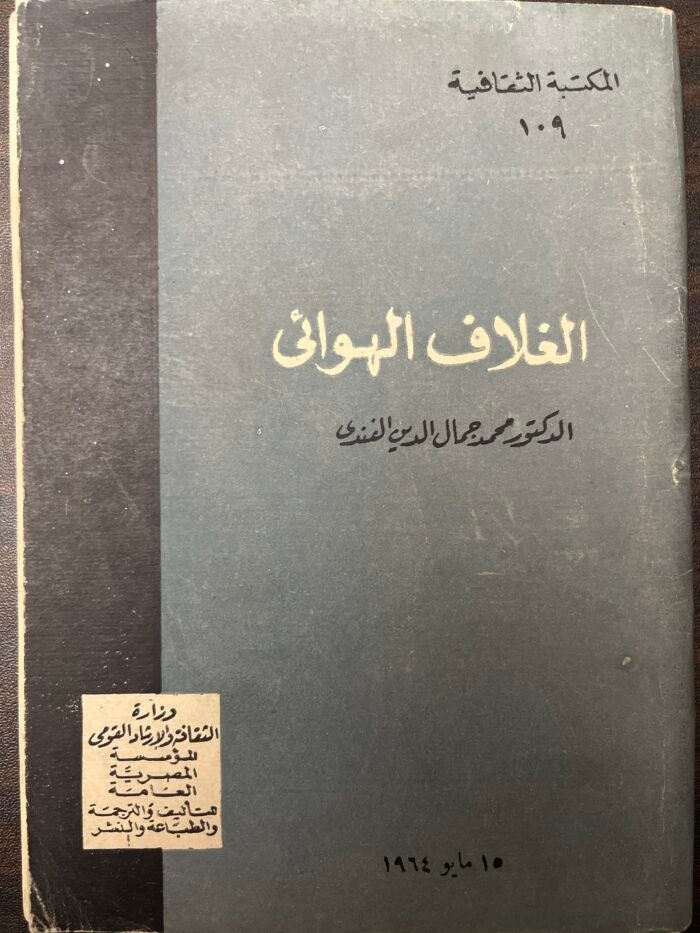 المكتبة الثقافية
١٠٩
الغلاف الهوائى
الدكتور محمد جمال الدين الفندى
وزارة
الثقافة والإرشاد القومى
المؤسسة
المصرية
العامة
للتأليف والترجمة
والطباعة والنشر
١٥ مايو ١٩٦٤